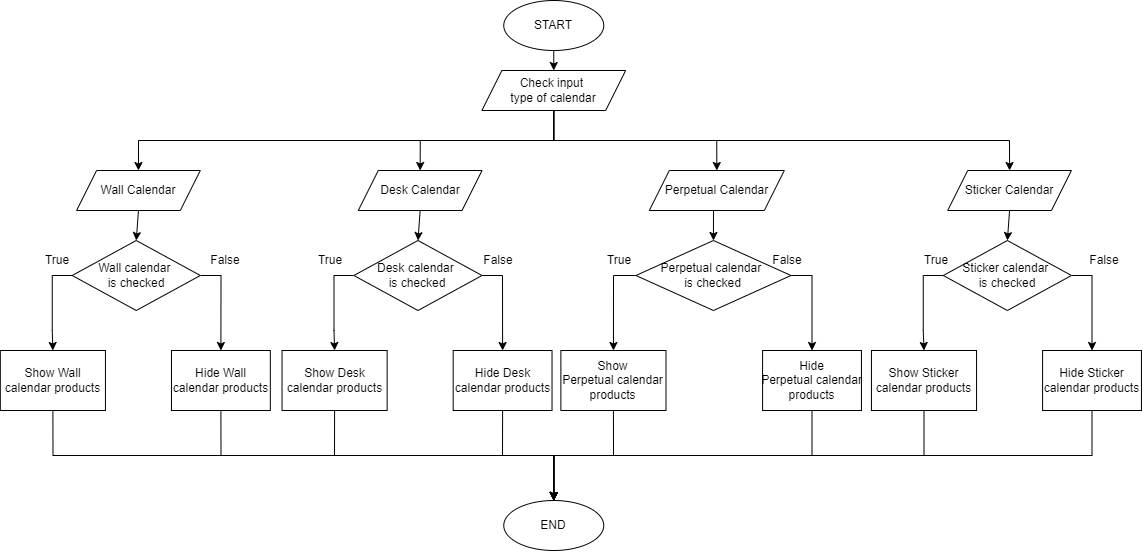 START
Check input
type of calendar
Wall Calendar
Desk Calendar
Perpetual Calendar
Sticker Calendar
True
Wall calendar
is checked
False
True
Desk calendar
is checked
False
True
Perpetual calendar
is checked
False
True
Sticker calendar
is checked
False
Show Wall
calendar products
Hide Wall
calendar products
Show Desk
calendar products
Hide Desk
calendar products
Show
Perpetual calendar
products
Hide
Perpetual calendar
products
Show Sticker
calendar products
Hide Sticker
calendar products
END